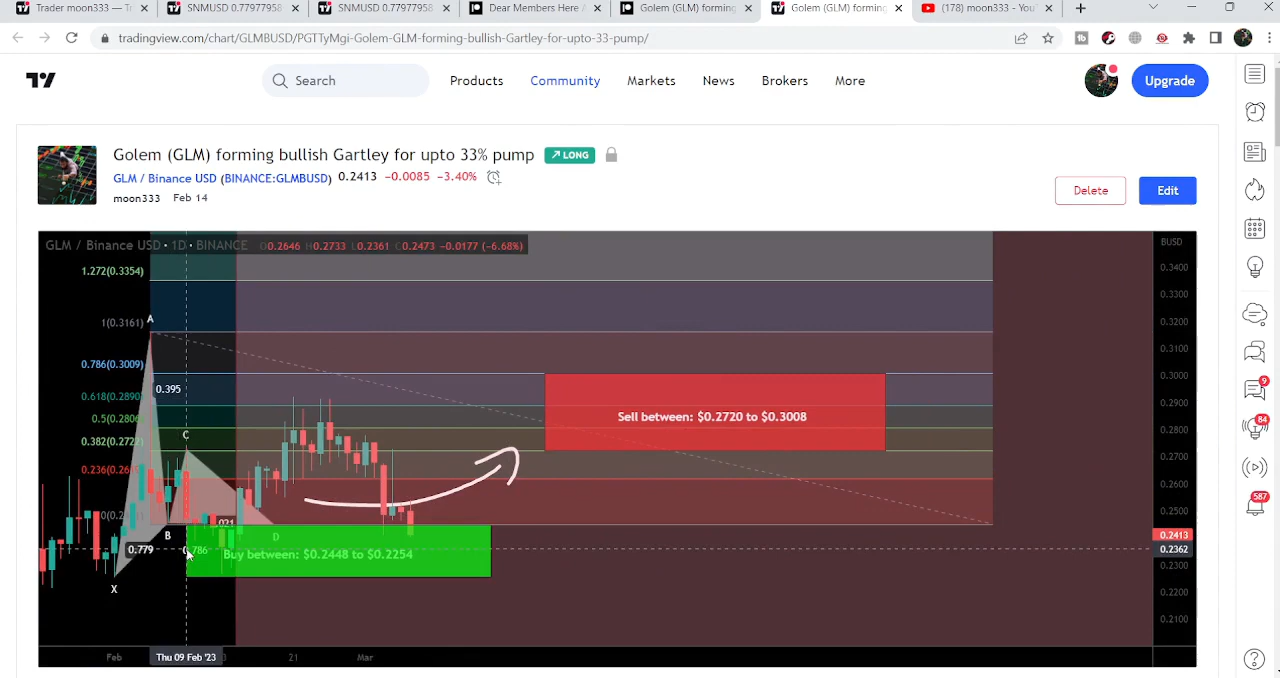 Trader moon333 — Tr
SNMUSD 0.77977958
SNMUSD 0.77977958
Dear Members Here A
Golem (GLM) forming
Golem (GLM) forming
(178) moon333 - You
tradingview.com/chart/GLMBUSD/PGTTyMgi-Golem-GLM-forming-bullish-Gartley-for-upto-33-pump/
Search
Products
Community
Markets
News
Brokers
More
Upgrade
Golem (GLM) forming bullish Gartley for upto 33% pump
LONG
GLM / Binance USD (BINANCE:GLMBUSD) 0.2413 −0.0085 −3.40%
moon333 Feb 14
Delete
Edit
GLM / Binance USD • 1D • BINANCE O0.2646 H0.2733 L0.2361 C0.2473 −0.0177 (−6.68%)
BUSD
1.272(0.3354)
0.3400
0.3300
1(0.3161)
A
0.3200
0.3100
0.786(0.3009)
0.3000
0.395
0.618(0.2890)
0.2900
0.5(0.2806)
Sell between: $0.2720 to $0.3008
0.2800
C
0.382(0.2722)
0.2700
0.2600
0.2500
B
D
0.2413
0.779
0.786
Buy between: $0.2448 to $0.2254
0.2362
0.2300
X
0.2200
0.2100
Feb
Thu 09 Feb '23
21
Mar
9
84
587